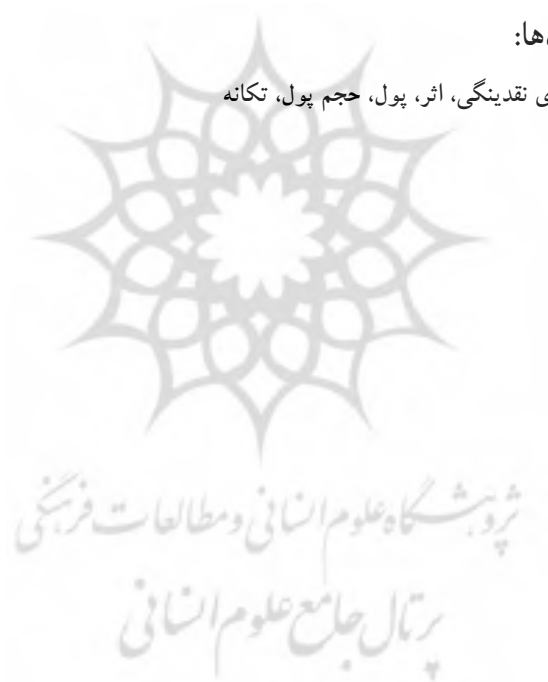 ها:
ی نقدینگی، اثر، پول، حجم پول، تکانه
پژوهشگاه علوم انسانی و مطالعات فرهنگی
پرتال جامع علوم انسانی